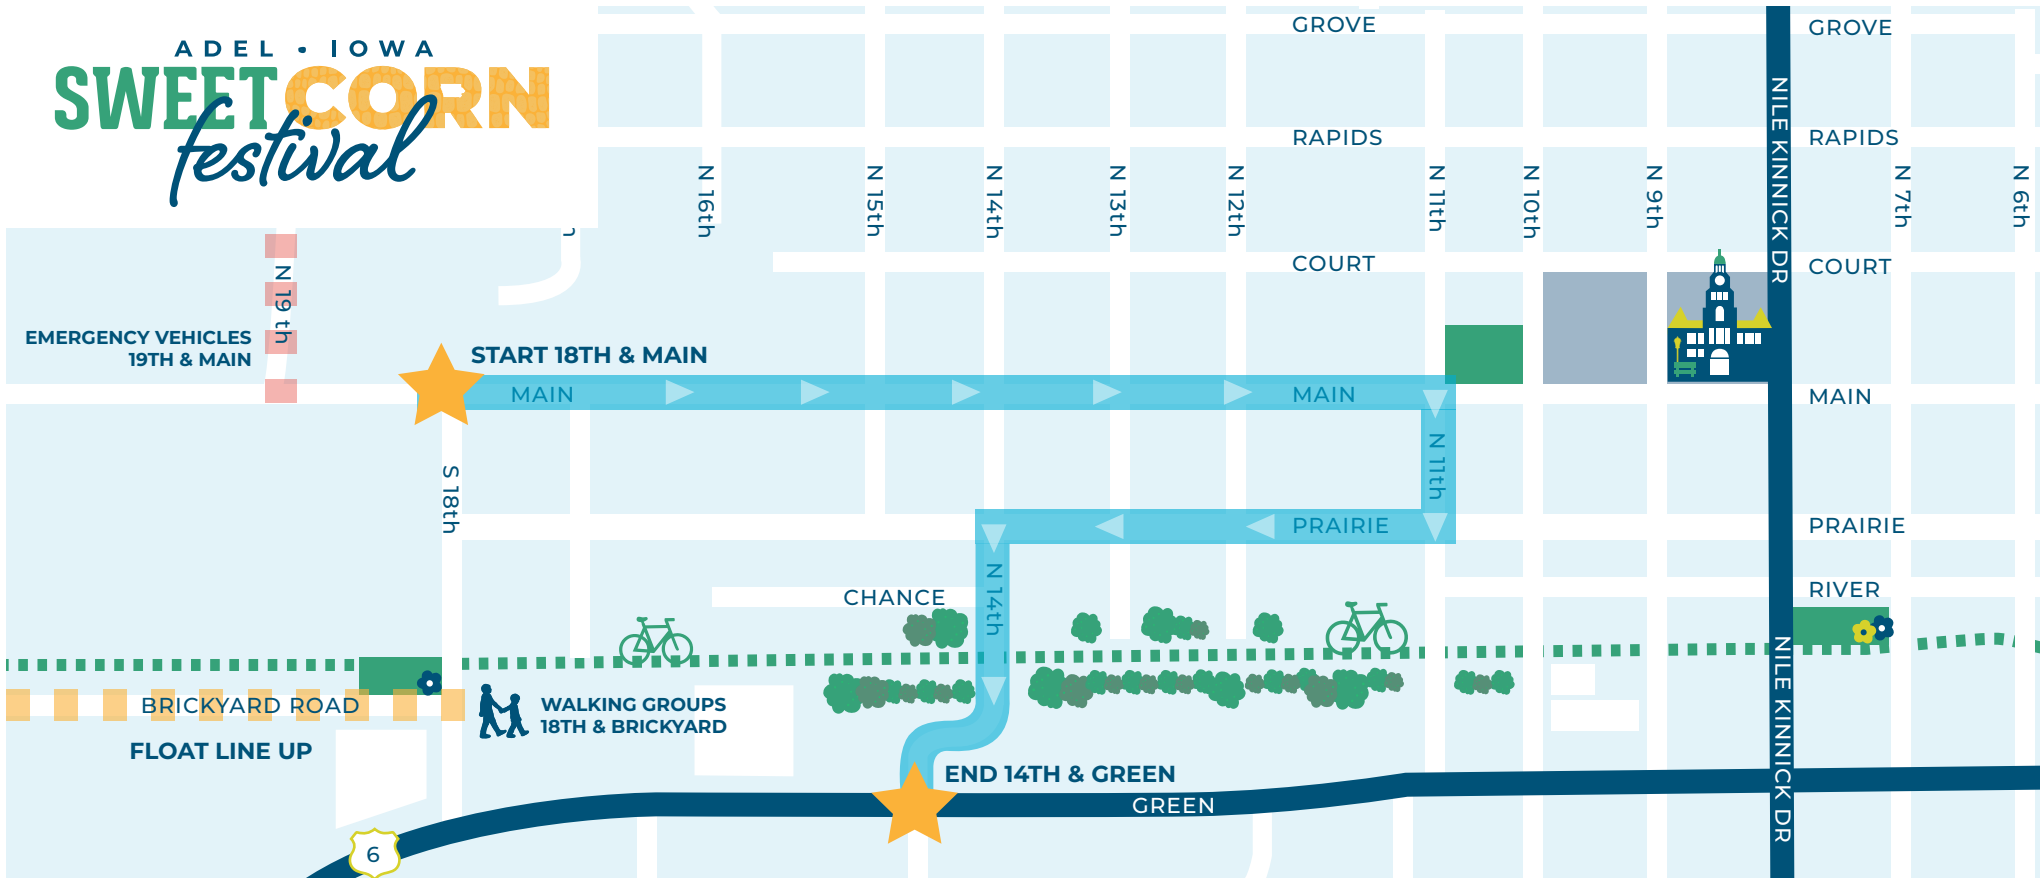 ADEL • IOWA
SWEET CORN
festival
GROVE
GROVE
RAPIDS
RAPIDS
N 16th
N 15th
N 14th
N 13th
N 12th
N 11th
N 10th
N 9th
NILE KINNICK DR
N 7th
N 6th
COURT
COURT
N 19 th
EMERGENCY VEHICLES
19TH & MAIN
START 18TH & MAIN
MAIN
MAIN
MAIN
S 18th
N 11th
PRAIRIE
PRAIRIE
CHANCE
N 14th
RIVER
BRICKYARD ROAD
FLOAT LINE UP
WALKING GROUPS
18TH & BRICKYARD
END 14TH & GREEN
GREEN
NILE KINNICK DR
6